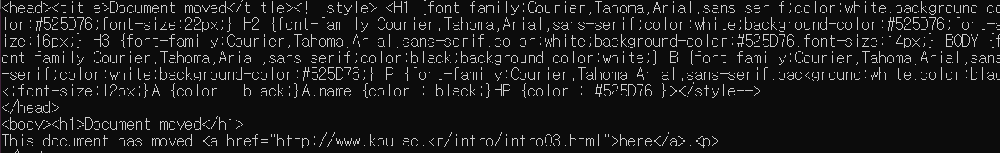 <head><title>Document moved</title><!--style> <H1 {font-family:Courier,Tahoma,Arial,sans-serif;color:white;background-co
lor:#525D76;font-size:22px;} H2 {font-family:Courier,Tahoma,Arial,sans-serif;color:white;background-color:#525D76;font-s
ize:16px;} H3 {font-family:Courier,Tahoma,Arial,sans-serif;color:white;background-color:#525D76;font-size:14px;} BODY {f
ont-family:Courier,Tahoma,Arial,sans-serif;color:black;background-color:white;} B {font-family:Courier,Tahoma,Arial,sans
-serif;color:white;background-color:#525D76;} P {font-family:Courier,Tahoma,Arial,sans-serif;background:white;color:blac
k;font-size:12px;}A {color : black;}A.name {color : black;}HR {color : #525D76;}></style-->
</head>
<body><h1>Document moved</h1>
This document has moved <a href="http://www.kpu.ac.kr/intro/intro03.html">here</a>.<p>